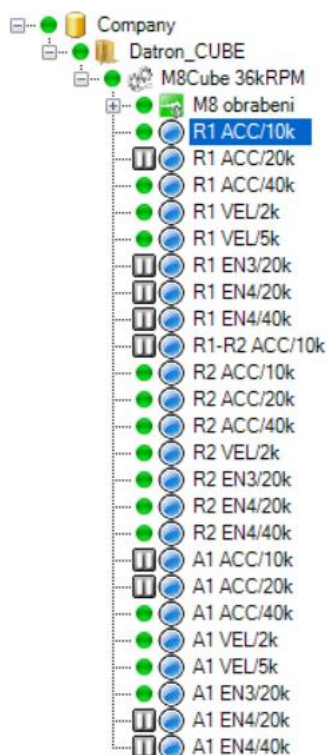 Company
Datron_CUBE
M8Cube 36kRPM
M8 obrabeni
R1 ACC/10k
R1 ACC/20k
R1 ACC/40k
R1 VEL/2k
R1 VEL/5k
R1 EN3/20k
R1 EN4/20k
R1 EN4/40k
R1-R2 ACC/10k
R2 ACC/10k
R2 ACC/20k
R2 ACC/40k
R2 VEL/2k
R2 EN3/20k
R2 EN4/20k
R2 EN4/40k
A1 ACC/10k
A1 ACC/20k
A1 ACC/40k
A1 VEL/2k
A1 VEL/5k
A1 EN3/20k
A1 EN4/20k
A1 EN4/40k